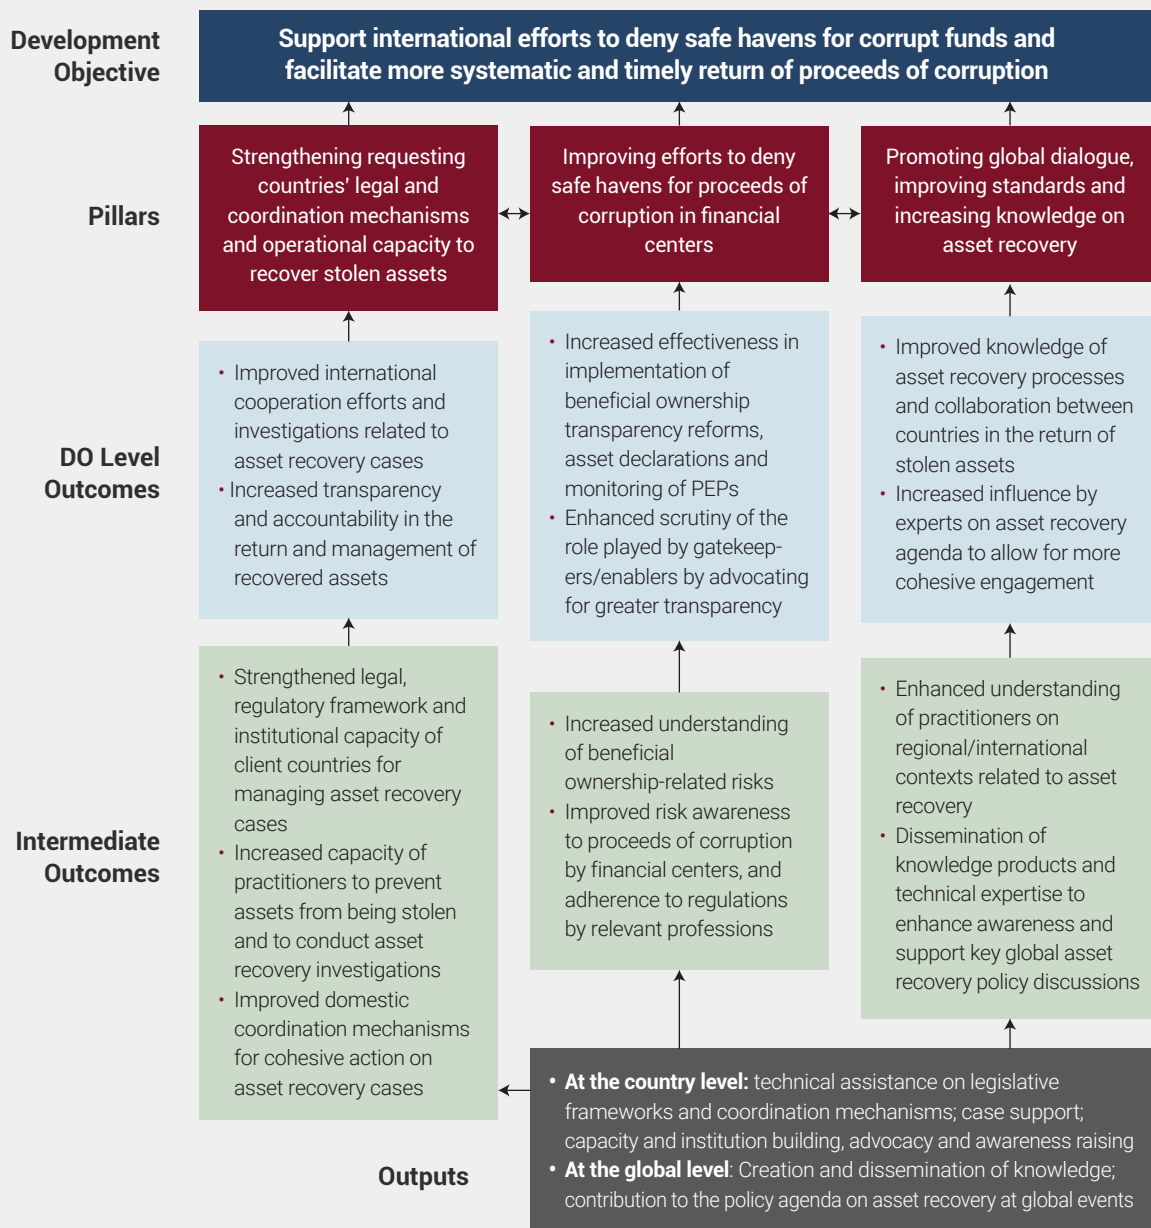 Development
Objective
Support international efforts to deny safe havens for corrupt funds and
facilitate more systematic and timely return of proceeds of corruption
Pillars
Strengthening requesting
countries' legal and
coordination mechanisms
and operational capacity to
recover stolen assets
Improving efforts to deny
safe havens for proceeds of
corruption in financial
centers
Promoting global dialogue,
improving standards and
increasing knowledge on
asset recovery
DO Level
Outcomes
• Improved international
cooperation efforts and
investigations related to
asset recovery cases
• Increased transparency
and accountability in the
return and management of
recovered assets
• Increased effectiveness in
implementation of
beneficial ownership
transparency reforms,
asset declarations and
monitoring of PEPs
• Enhanced scrutiny of the
role played by gatekeep-
ers/enablers by advocating
for greater transparency
• Improved knowledge of
asset recovery processes
and collaboration between
countries in the return of
stolen assets
• Increased influence by
experts on asset recovery
agenda to allow for more
cohesive engagement
Intermediate
Outcomes
• Strengthened legal,
regulatory framework and
institutional capacity of
client countries for
managing asset recovery
cases
• Increased capacity of
practitioners to prevent
assets from being stolen
and to conduct asset
recovery investigations
• Improved domestic
coordination mechanisms
for cohesive action on
asset recovery cases
• Increased understanding
of beneficial
ownership-related risks
• Improved risk awareness
to proceeds of corruption
by financial centers, and
adherence to regulations
by relevant professions
• Enhanced understanding
of practitioners on
regional/international
contexts related to asset
recovery
• Dissemination of
knowledge products and
technical expertise to
enhance awareness and
support key global asset
recovery policy discussions
Outputs
• At the country level: technical assistance on legislative
frameworks and coordination mechanisms; case support;
capacity and institution building, advocacy and awareness raising
• At the global level: Creation and dissemination of knowledge;
contribution to the policy agenda on asset recovery at global events